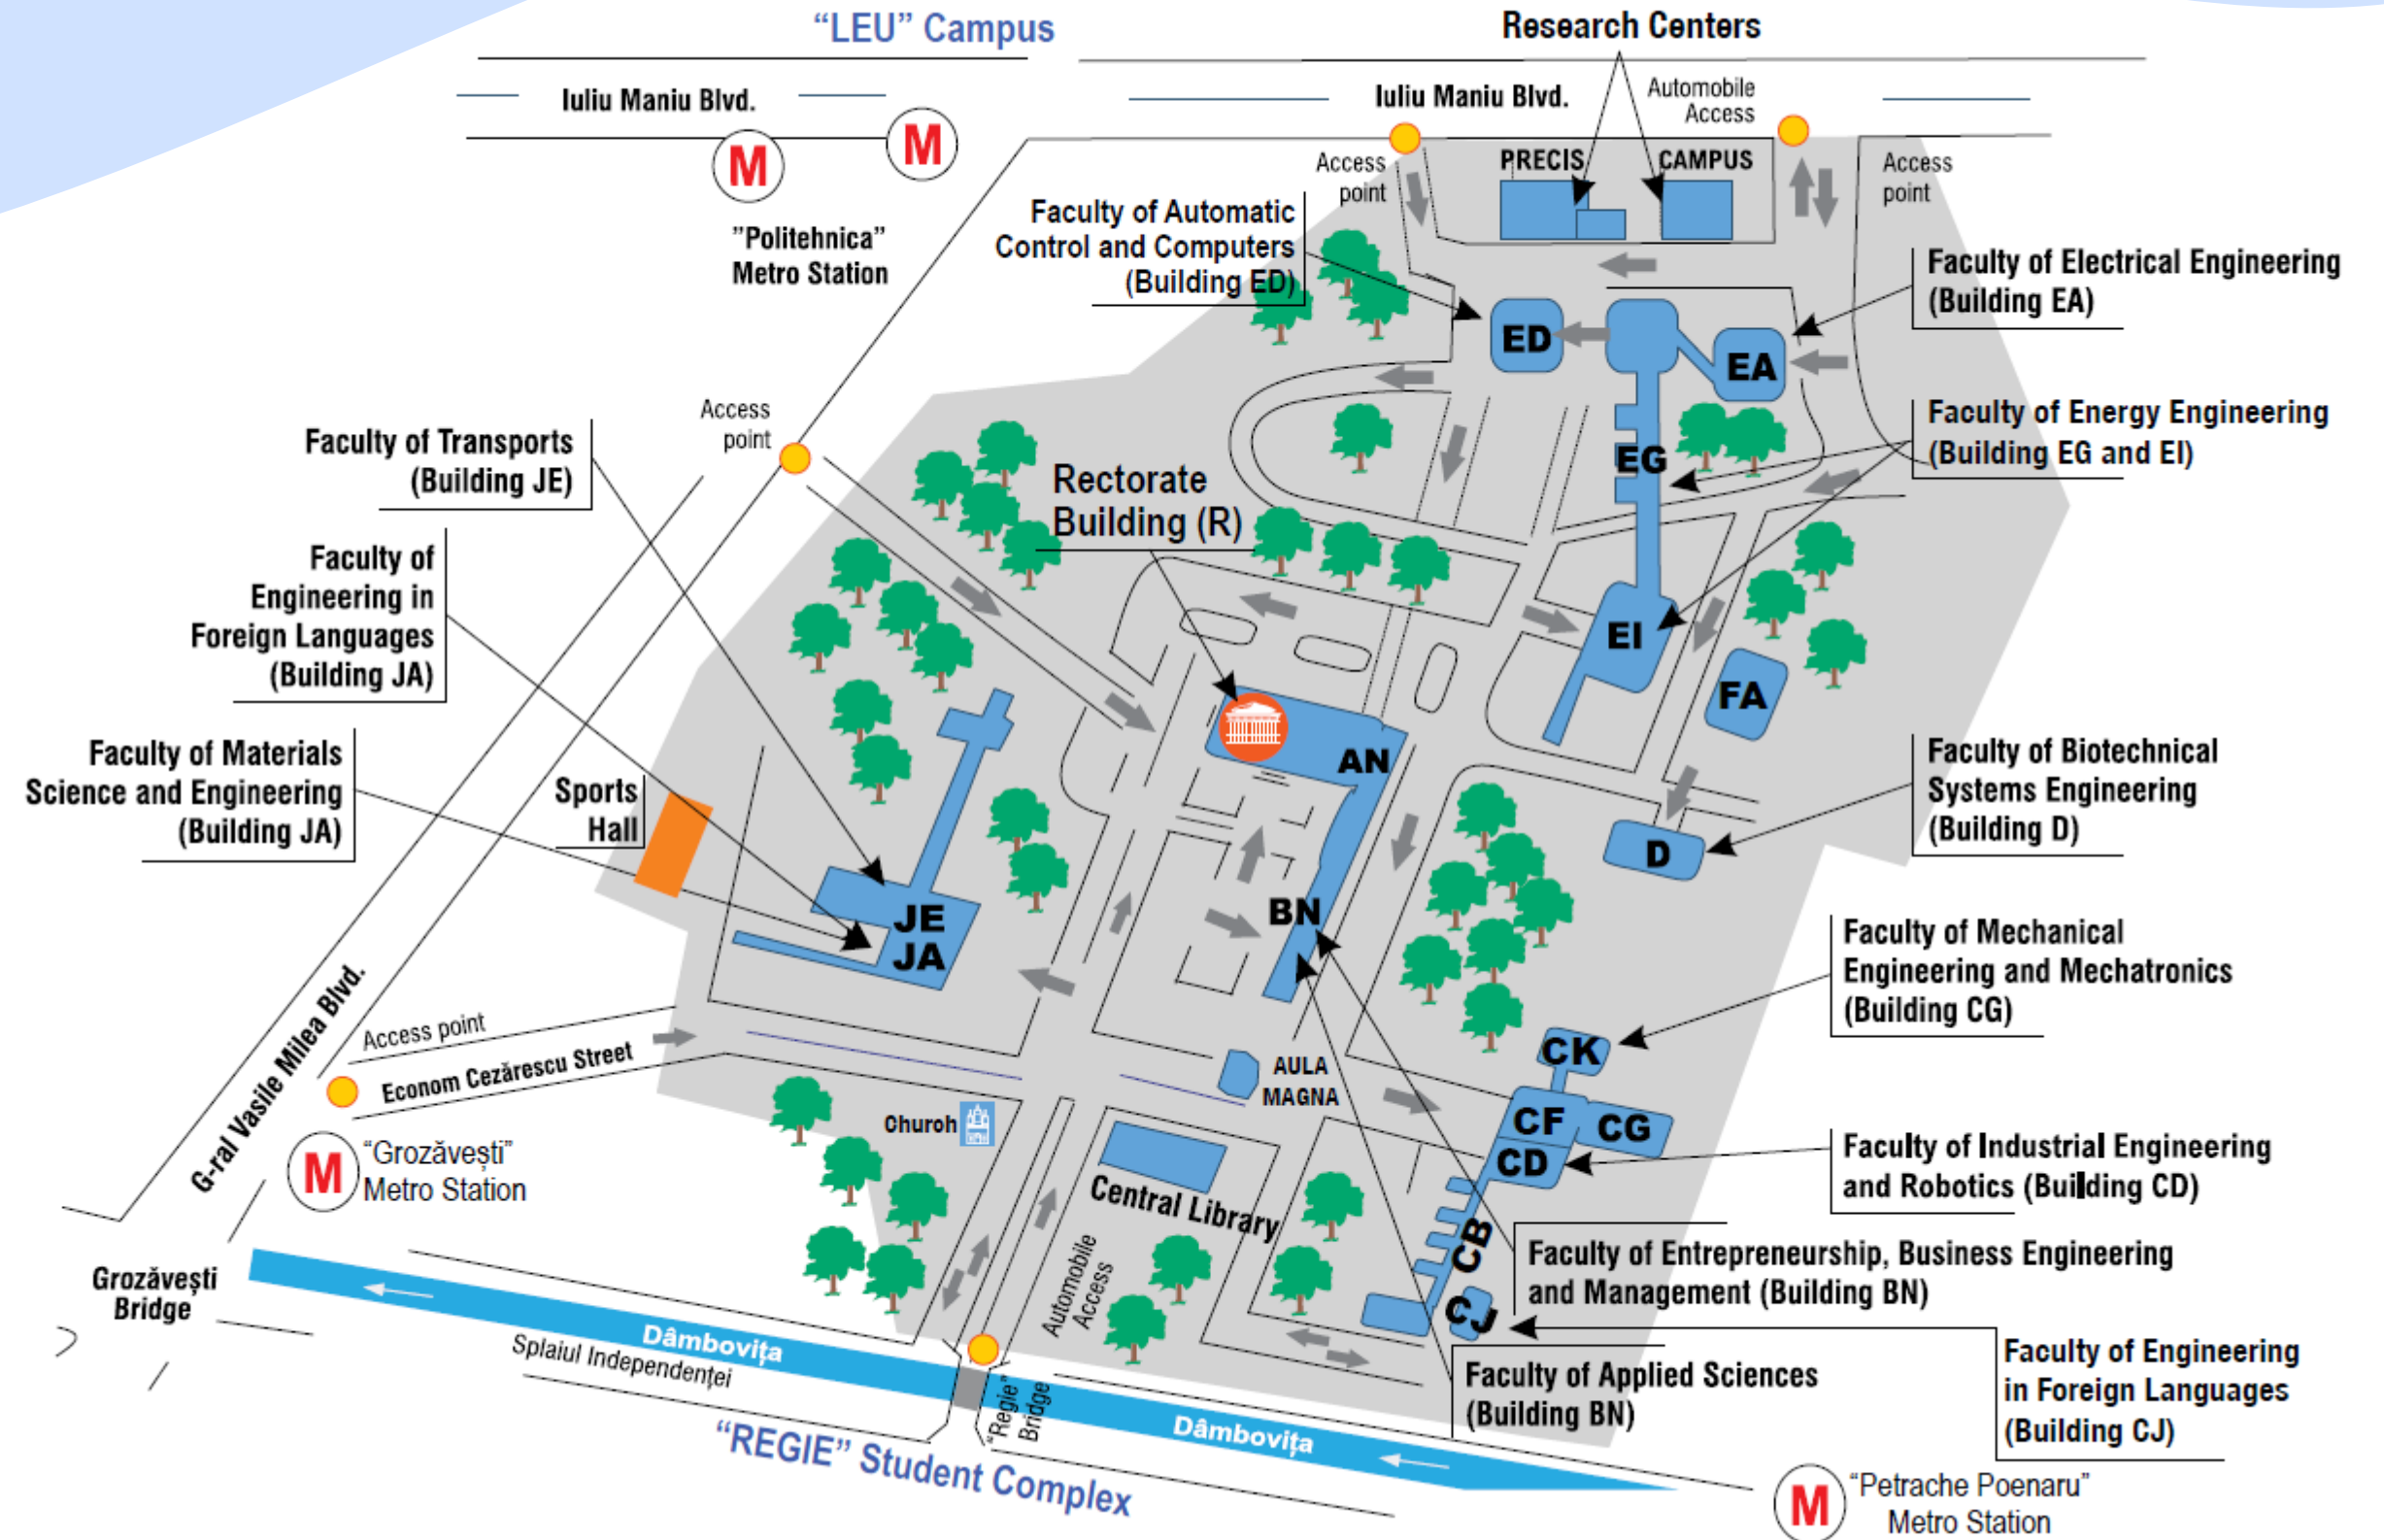 “LEU” Campus
Research Centers
Iuliu Maniu Blvd.
Iuliu Maniu Blvd.
Automobile
Access
M
M
”Politehnica”
Metro Station
Access
point
PRECIS
CAMPUS
Access
point
Faculty of Automatic
Control and Computers
(Building ED)
Faculty of Electrical Engineering
(Building EA)
ED
EA
Faculty of Energy Engineering
(Building EG and EI)
EG
Access
point
Faculty of Transports
(Building JE)
Rectorate
Building (R)
Faculty of
Engineering in
Foreign Languages
(Building JA)
EI
FA
AN
Faculty of Materials
Science and Engineering
(Building JA)
Sports
Hall
Faculty of Biotechnical
Systems Engineering
(Building D)
D
JE
JA
BN
Faculty of Mechanical
Engineering and Mechatronics
(Building CG)
G-ral Vasile Milea Blvd.
Access point
Econom Cezărescu Street
CK
AULA
MAGNA
Churoh
CF
CG
CD
Faculty of Industrial Engineering
and Robotics (Building CD)
M
“Grozăvești”
Metro Station
Central Library
CB
Faculty of Entrepreneurship, Business Engineering
and Management (Building BN)
Grozăvești
Bridge
Automobile
Access
CJ
Dâmbovița
Splaiul Independenței
Faculty of Engineering
in Foreign Languages
(Building CJ)
Faculty of Applied Sciences
(Building BN)
“Regie”
Bridge
Dâmbovița
“REGIE” Student Complex
M
“Petrache Poenaru”
Metro Station